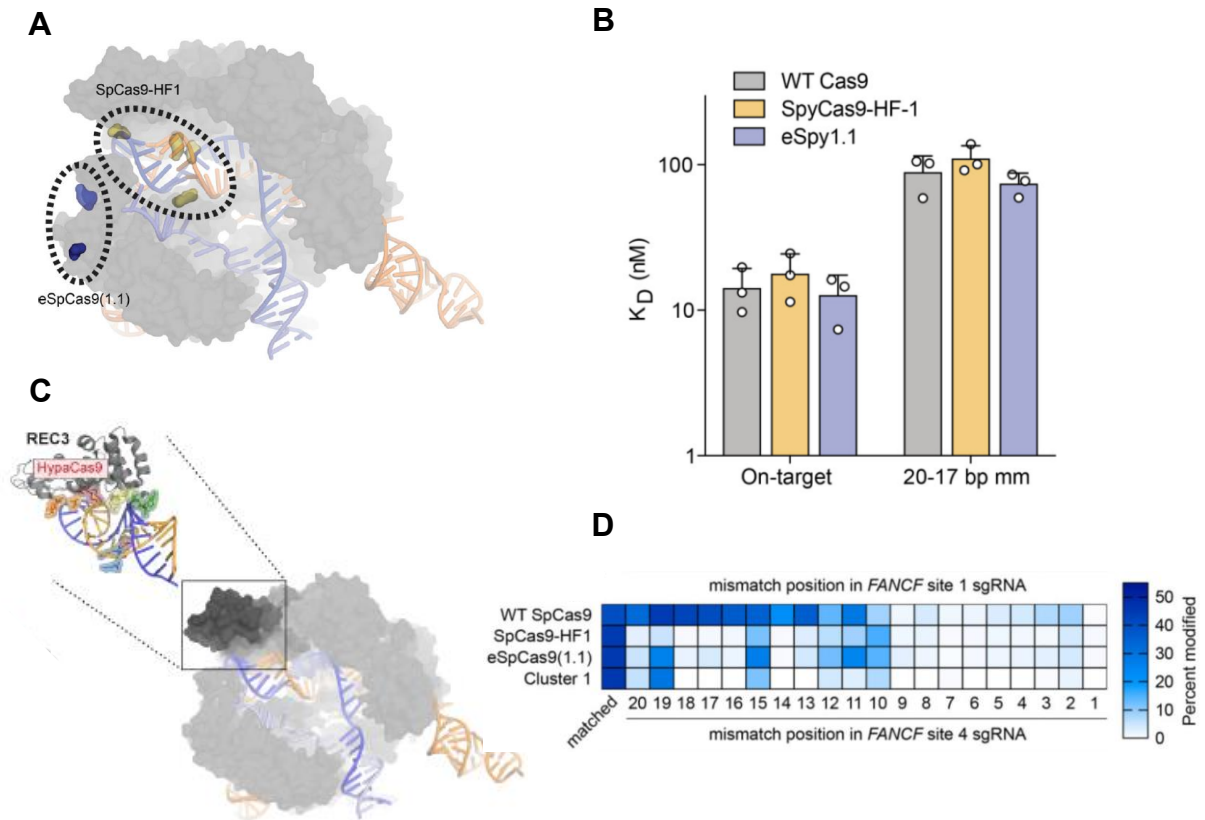 A
SpCas9-HF1
eSpCas9(1.1)
B
WT Cas9
SpyCas9-HF-1
eSpy1.1
K_D (nM)
100
10
1
On-target
20-17 bp mm
C
REC3
HypaCas9
D
mismatch position in FANCF site 1 sgRNA
WT SpCas9
SpCas9-HF1
eSpCas9(1.1)
Cluster 1
matched 20 19 18 17 16 15 14 13 12 11 10 9 8 7 6 5 4 3 2 1
mismatch position in FANCF site 4 sgRNA
50
40
30
20
10
0
Percent modified